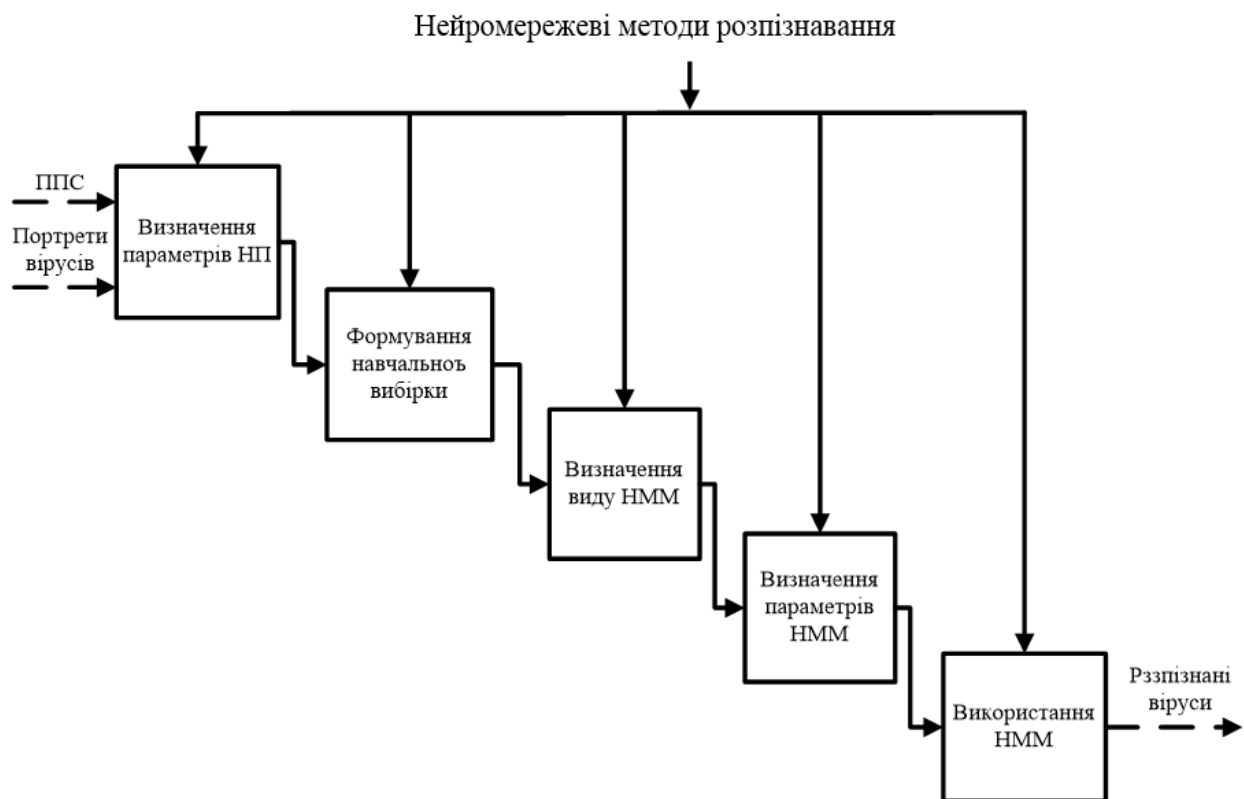 Нейромережеві методи розпізнавання
ППС
Портрети
вірусів
Визначення
параметрів НП
Формування
навчальноъ
вибірки
Визначення
виду НММ
Визначення
параметрів
НММ
Використання
НММ
Рззпізнані
віруси